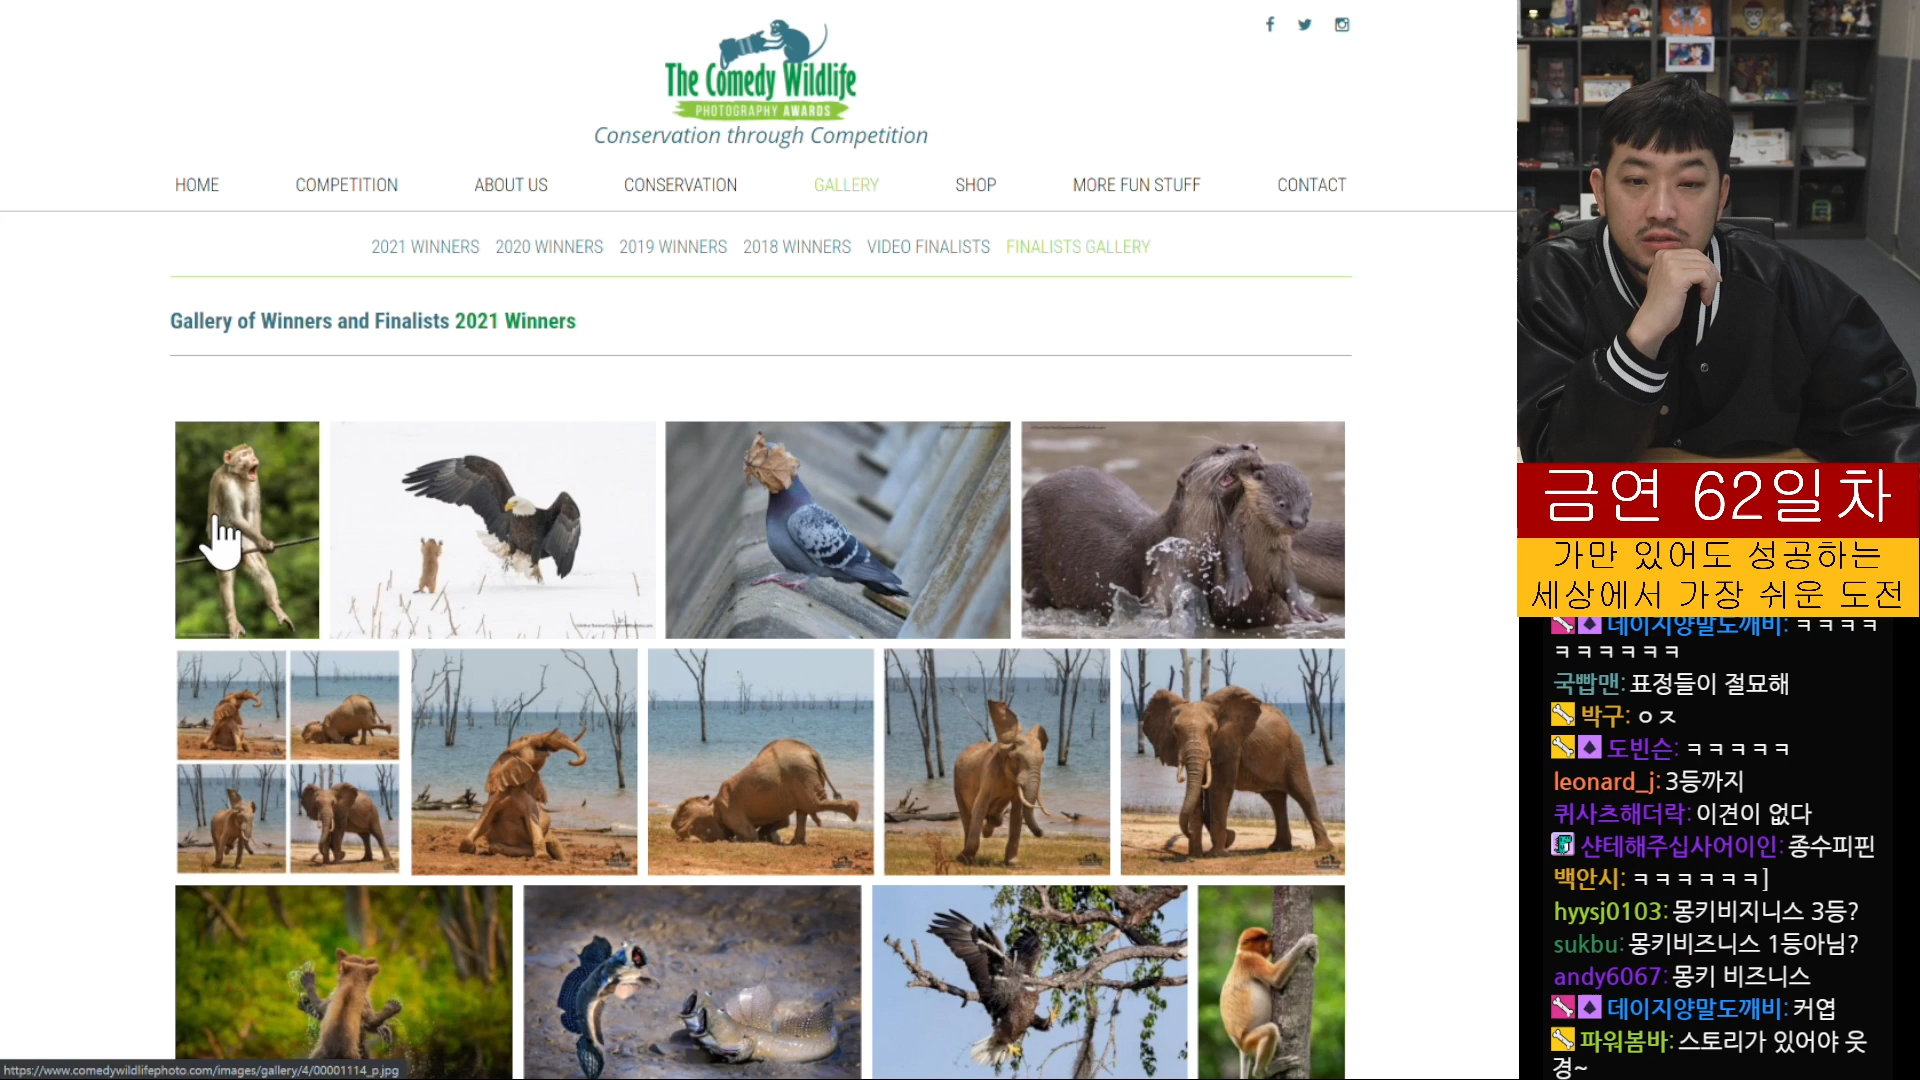 The Comedy Wildlife
PHOTOGRAPHY AWARDS
Conservation through Competition
HOME COMPETITION ABOUT US CONSERVATION GALLERY SHOP MORE FUN STUFF CONTACT
2021 WINNERS 2020 WINNERS 2019 WINNERS 2018 WINNERS VIDEO FINALISTS FINALISTS GALLERY
Gallery of Winners and Finalists 2021 Winners
https://www.comedywildlifephoto.com/images/gallery/4/00001114_p.jpg
금연 62일차
가만 있어도 성공하는
세상에서 가장 쉬운 도전
데이지양말도깨비: ㅋㅋㅋㅋ
ㅋㅋㅋㅋㅋㅋ
국빱맨: 표정들이 절묘해
박구: ㅇㅈ
도빈슨: ㅋㅋㅋㅋㅋ
leonard_j: 3등까지
퀴사츠해더락: 이견이 없다
샨테해주십사어이인: 종수피핀
백안시: ㅋㅋㅋㅋㅋㅋ]
hyysj0103: 몽키비지니스 3등?
sukbu: 몽키비즈니스 1등아님?
andy6067: 몽키 비즈니스
데이지양말도깨비: 커엽
파워봄바: 스토리가 있어야 웃
경~